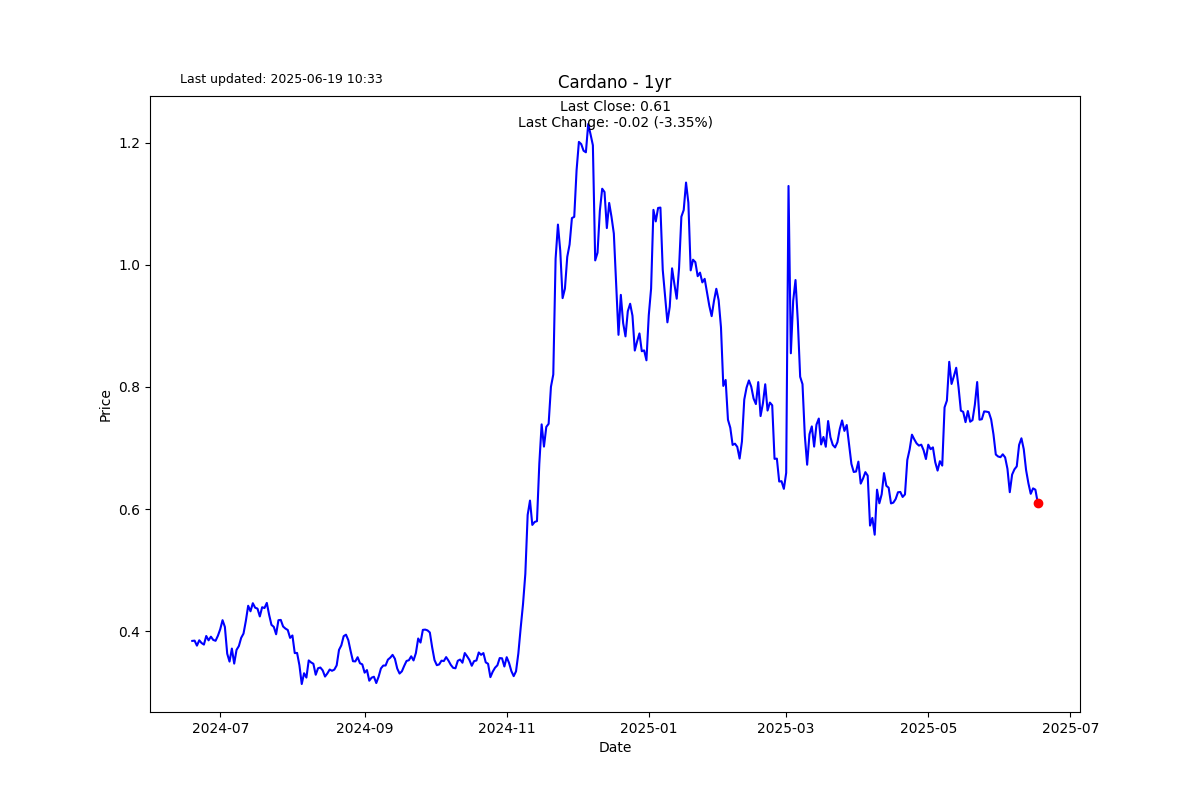 Last updated: 2025-06-19 10:33
Cardano - 1yr
Last Close: 0.61
Last Change: -0.02 (-3.35%)
1.2
1.0
0.8
0.6
0.4
Price
2024-07
2024-09
2024-11
2025-01
2025-03
2025-05
2025-07
Date